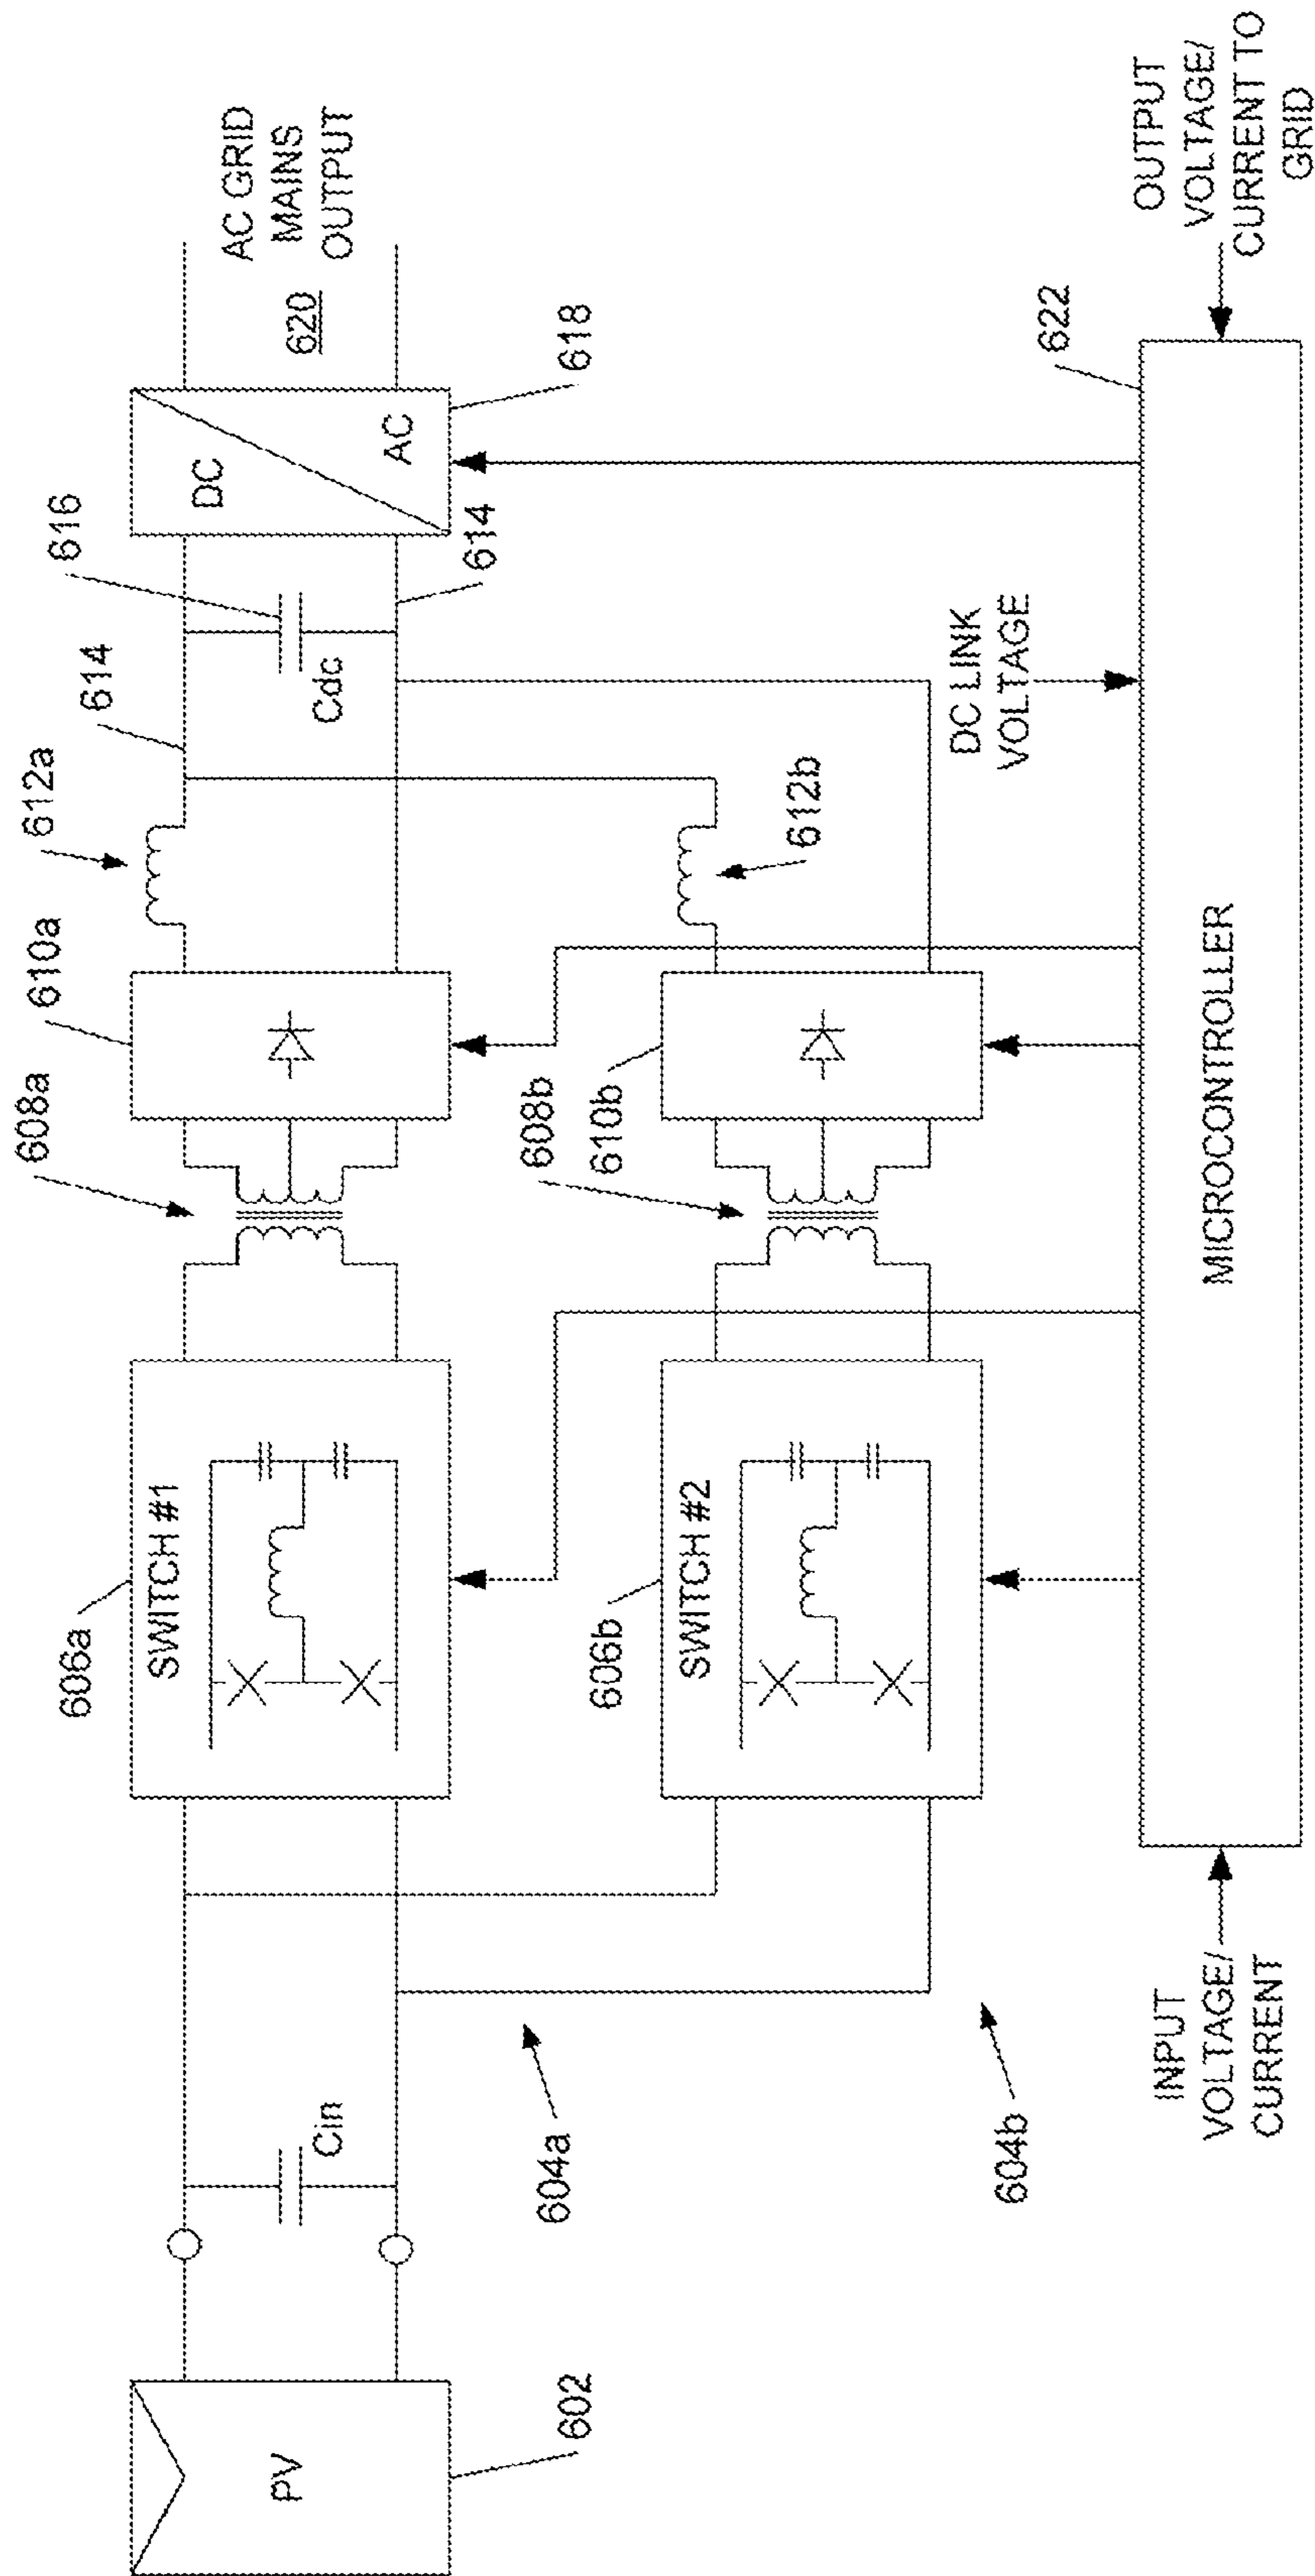 608a
610a
612a
614
616
AC GRID
MAINS
OUTPUT
620
606a
SWITCH #1
DC
AC
Cin
Cdc
618
614
PV
602
604a
606b
608b
610b
612b
SWITCH #2
DC LINK
VOLTAGE
622
604b
INPUT
VOLTAGE/
CURRENT
MICROCONTROLLER
OUTPUT
VOLTAGE/
CURRENT TO
GRID